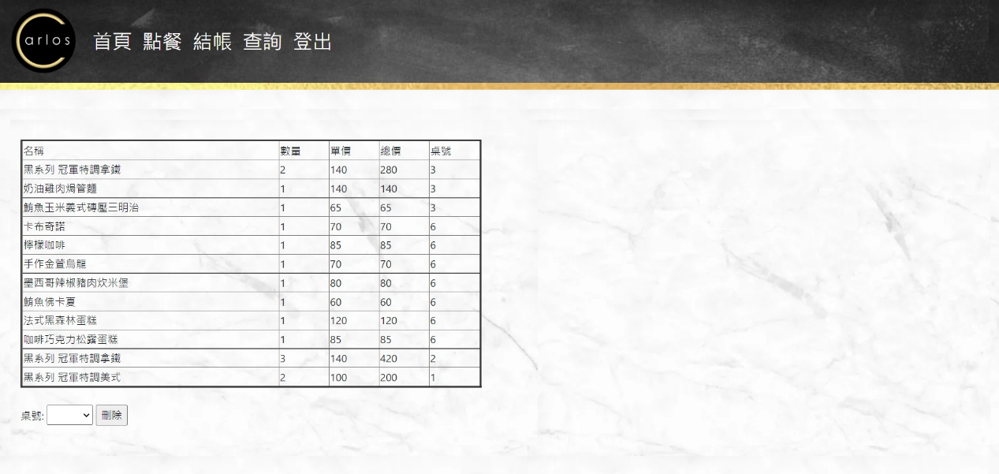 arlos
首頁 點餐 結帳 查詢 登出
名稱 數量 單價 總價 桌號
黑系列 冠軍特調拿鐵 2 140 280 3
奶油雞肉焗管麵 1 140 140 3
鮪魚玉米義式磚壓三明治 1 65 65 3
卡布奇諾 1 70 70 6
檸檬咖啡 1 85 85 6
手作金萱烏龍 1 70 70 6
墨西哥辣椒豬肉炊米堡 1 80 80 6
鮪魚佛卡夏 1 60 60 6
法式黑森林蛋糕 1 120 120 6
咖啡巧克力松露蛋糕 1 85 85 6
黑系列 冠軍特調拿鐵 3 140 420 2
黑系列 冠軍特調美式 2 100 200 1
桌號: 刪除